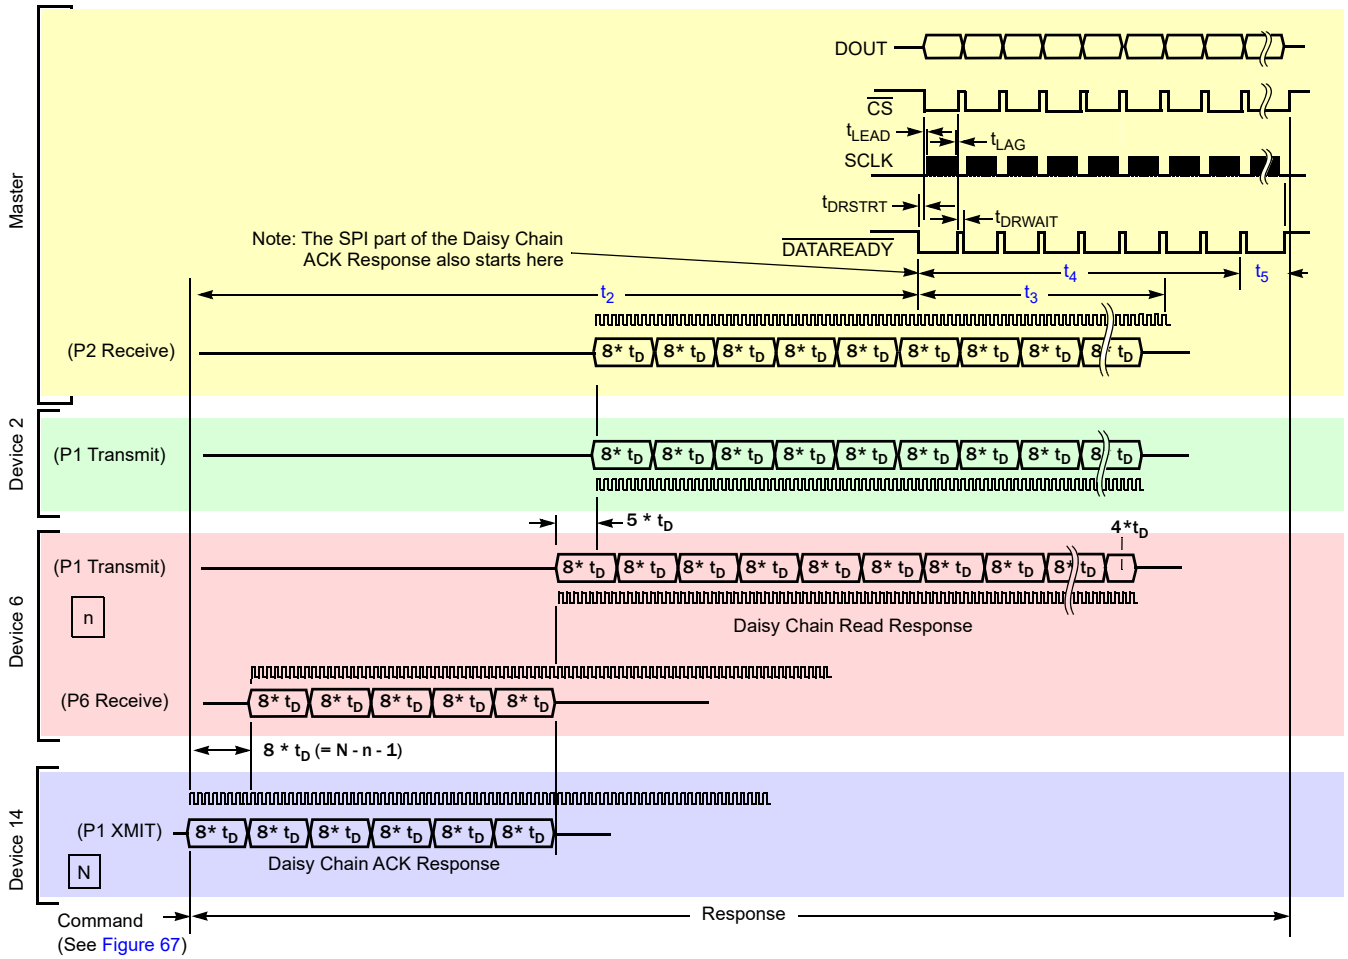 Master
DOUT
CS
tLEAD
tLAG
SCLK
tDRSTRT
tDRWAIT
Note: The SPI part of the Daisy Chain
ACK Response also starts here
DATAREADY
t4
t5
t2
t3
(P2 Receive)
8* tD 8* tD 8* tD 8* tD 8* tD 8* tD 8* tD 8* tD 8* tD
Device 2
(P1 Transmit)
8* tD 8* tD 8* tD 8* tD 8* tD 8* tD 8* tD 8* tD 8* tD
5 * tD
4*tD
Device 6
(P1 Transmit)
8* tD 8* tD 8* tD 8* tD 8* tD 8* tD 8* tD 8* tD 8* tD
n
Daisy Chain Read Response
(P6 Receive)
8* tD 8* tD 8* tD 8* tD 8* tD
8 * tD (= N - n - 1)
Device 14
(P1 XMIT)
8* tD 8* tD 8* tD 8* tD 8* tD 8* tD
N
Daisy Chain ACK Response
Command
(See Figure 67)
Response